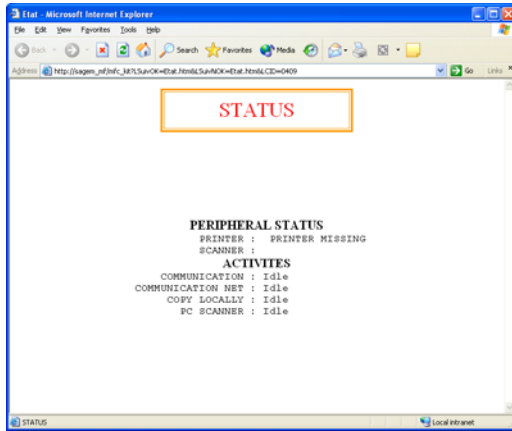 Etat - Microsoft Internet Explorer
File Edit View Favorites Tools Help
Back Search Favorites Media
Address http://sagem_mf/mfc_kit?LSuivOK=Etat.htm&LSuivNOK=Etat.htm&LCID=0409 Go Links »
STATUS
PERIPHERAL STATUS
PRINTER : PRINTER MISSING
SCANNER :
ACTIVITES
COMMUNICATION : Idle
COMMUNICATION NET : Idle
COPY LOCALLY : Idle
PC SCANNER : Idle
STATUS Local intranet